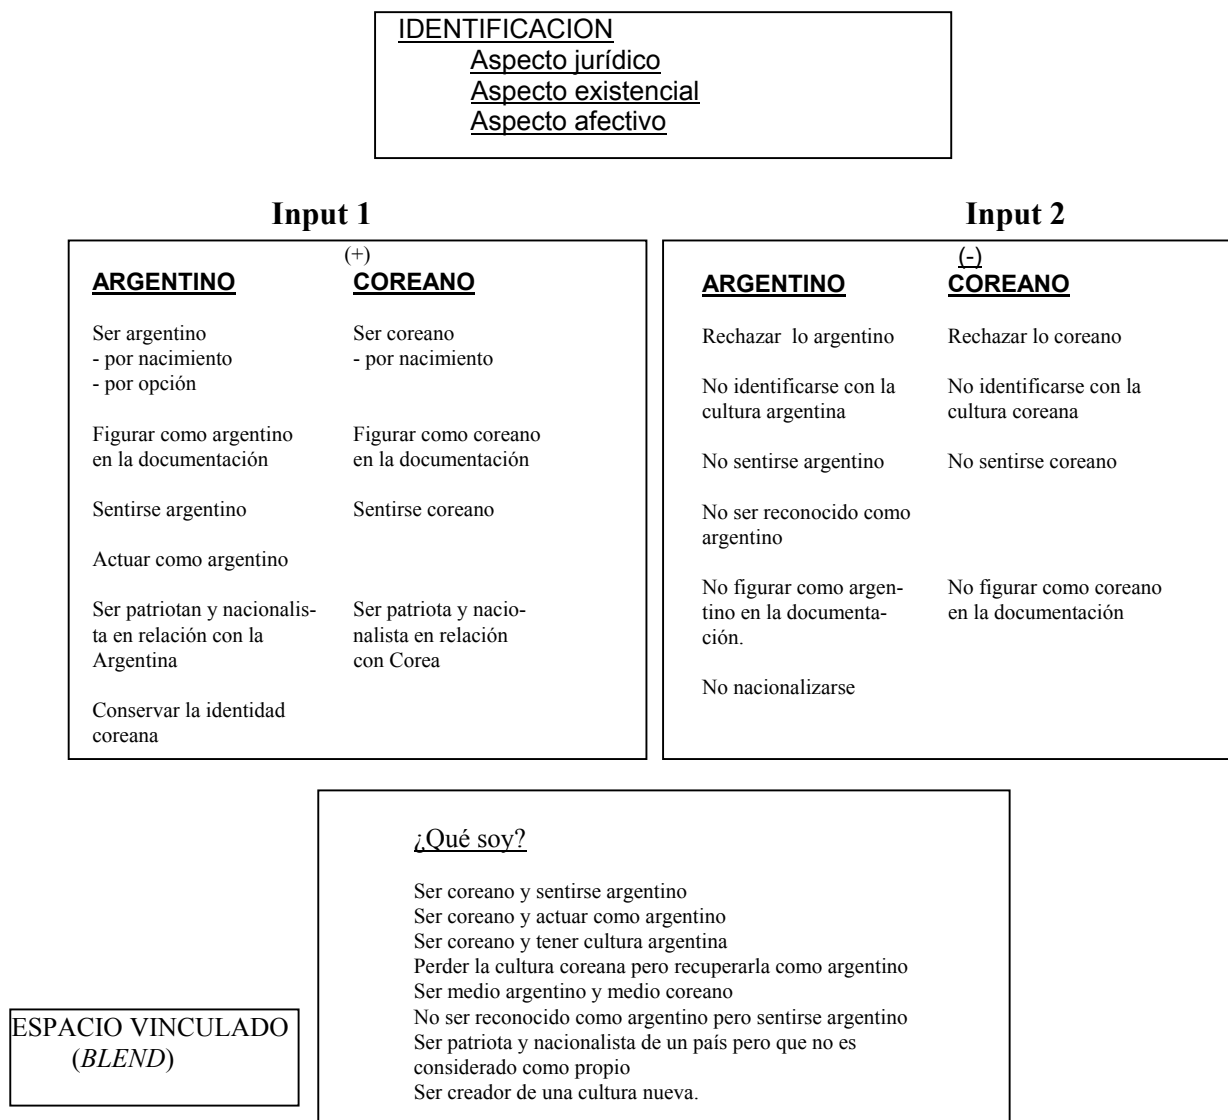 IDENTIFICACION
Aspecto jurídico
Aspecto existencial
Aspecto afectivo
Input 1
(+)
ARGENTINO
Ser argentino
- por nacimiento
- por opción
Figurar como argentino
en la documentación
Sentirse argentino
Actuar como argentino
Ser patriotan y nacionalis-
ta en relación con la
Argentina
Conservar la identidad
coreana
COREANO
Ser coreano
- por nacimiento
Figurar como coreano
en la documentación
Sentirse coreano
Ser patriota y nacio-
nalista en relación
con Corea
Input 2
(-)
ARGENTINO
Rechazar lo argentino
No identificarse con la
cultura argentina
No sentirse argentino
No ser reconocido como
argentino
No figurar como argen-
tino en la documenta-
ción.
No nacionalizarse
COREANO
Rechazar lo coreano
No identificarse con la
cultura coreana
No sentirse coreano
No figurar como coreano
en la documentación
¿Qué soy?
Ser coreano y sentirse argentino
Ser coreano y actuar como argentino
Ser coreano y tener cultura argentina
Perder la cultura coreana pero recuperarla como argentino
Ser medio argentino y medio coreano
No ser reconocido como argentino pero sentirse argentino
Ser patriota y nacionalista de un país pero que no es
considerado como propio
Ser creador de una cultura nueva.
ESPACIO VINCULADO
(BLEND)